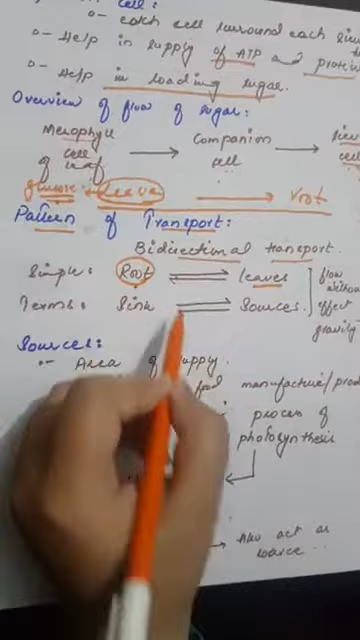 Cell:
o- each cell surround each
o- Help in supply of ATP and protein
o- Help in loading sugar.
Overview of flow of sugar:
Mesophyll cell of leaf → Companion cell →
glucose ← leave → root
Pattern of Transport:
Bidirectional transport.
Simple: Root ⇌ leaves
flow without effect gravity
Terms: Sink ⇌ Sources.
Sources:
o- Area of supply.
food manufacture/
process of
photosynthesis
→ Also act as
source..